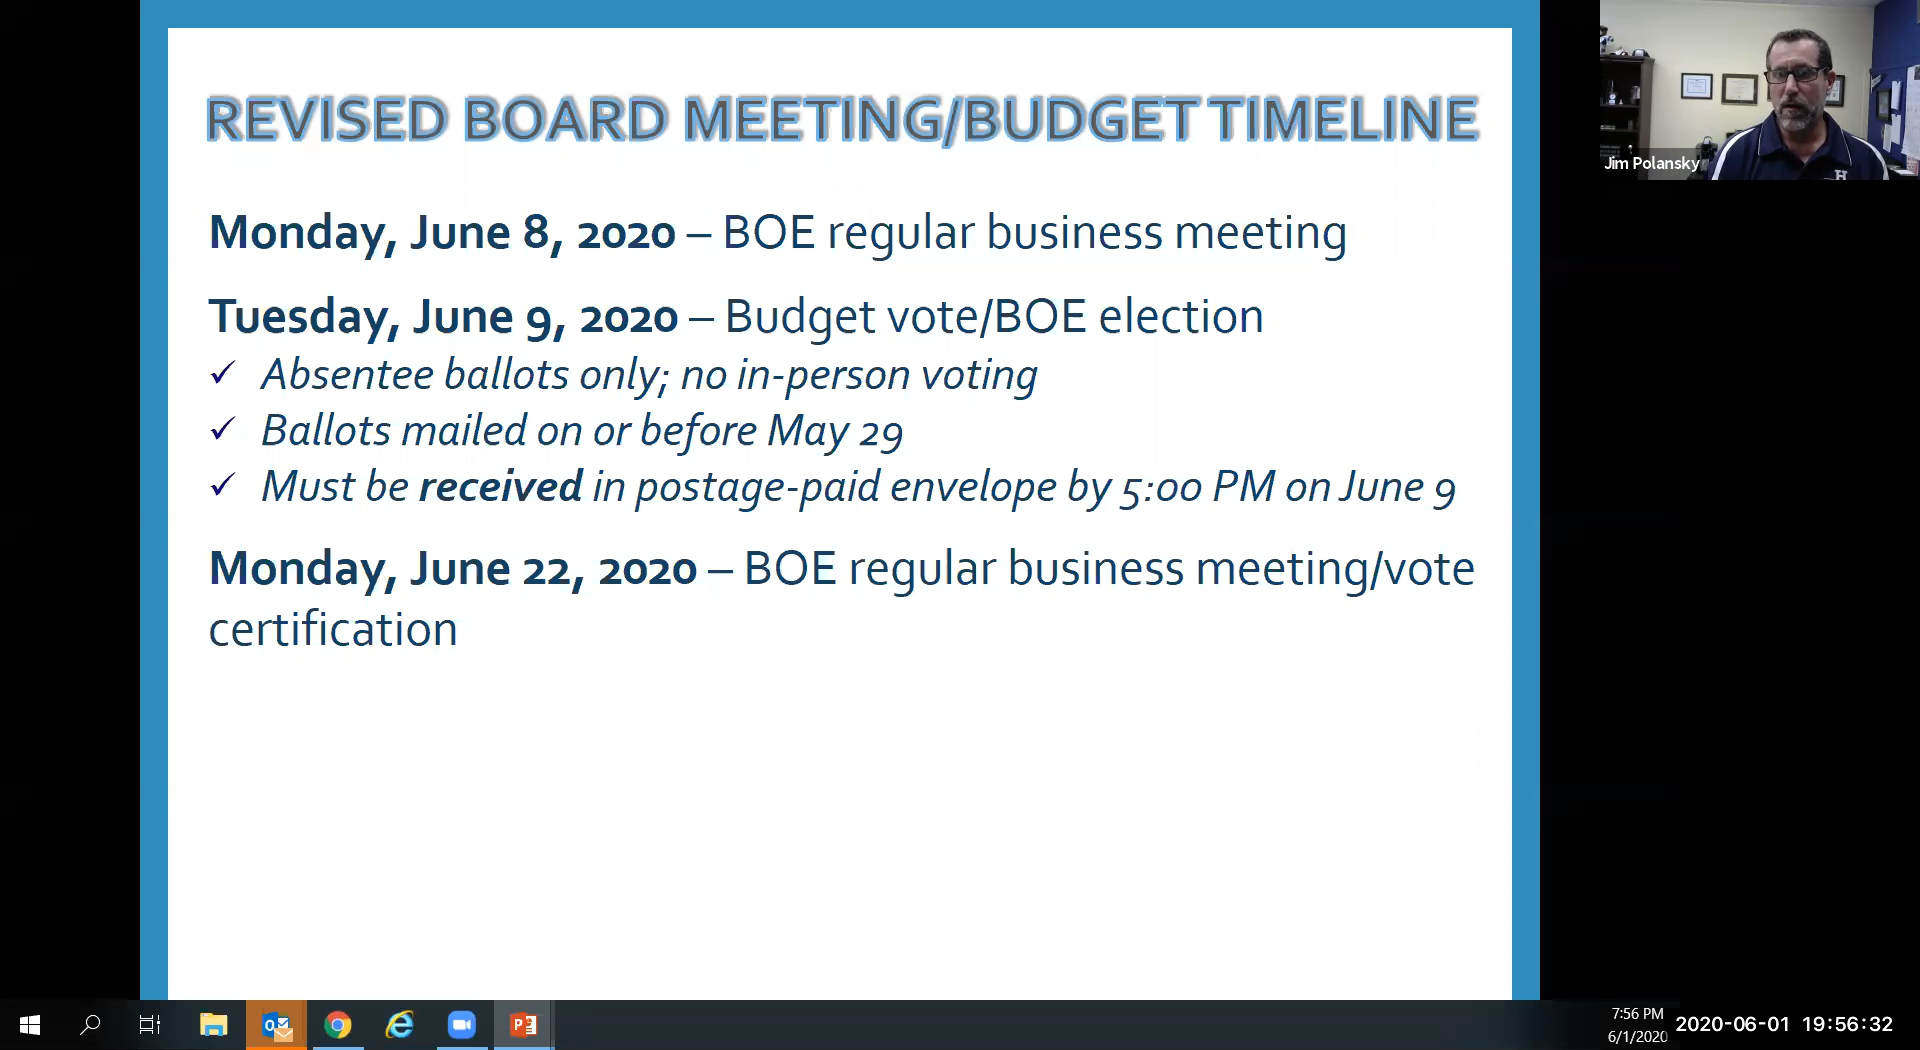 REVISED BOARD MEETING/BUDGET TIMELINE
Monday, June 8, 2020 – BOE regular business meeting
Tuesday, June 9, 2020 – Budget vote/BOE election
✓ Absentee ballots only; no in-person voting
✓ Ballots mailed on or before May 29
✓ Must be received in postage-paid envelope by 5:00 PM on June 9
Monday, June 22, 2020 – BOE regular business meeting/vote
certification
Jim Polansky
H
7:56 PM
6/1/2020
2020-06-01 19:56:32